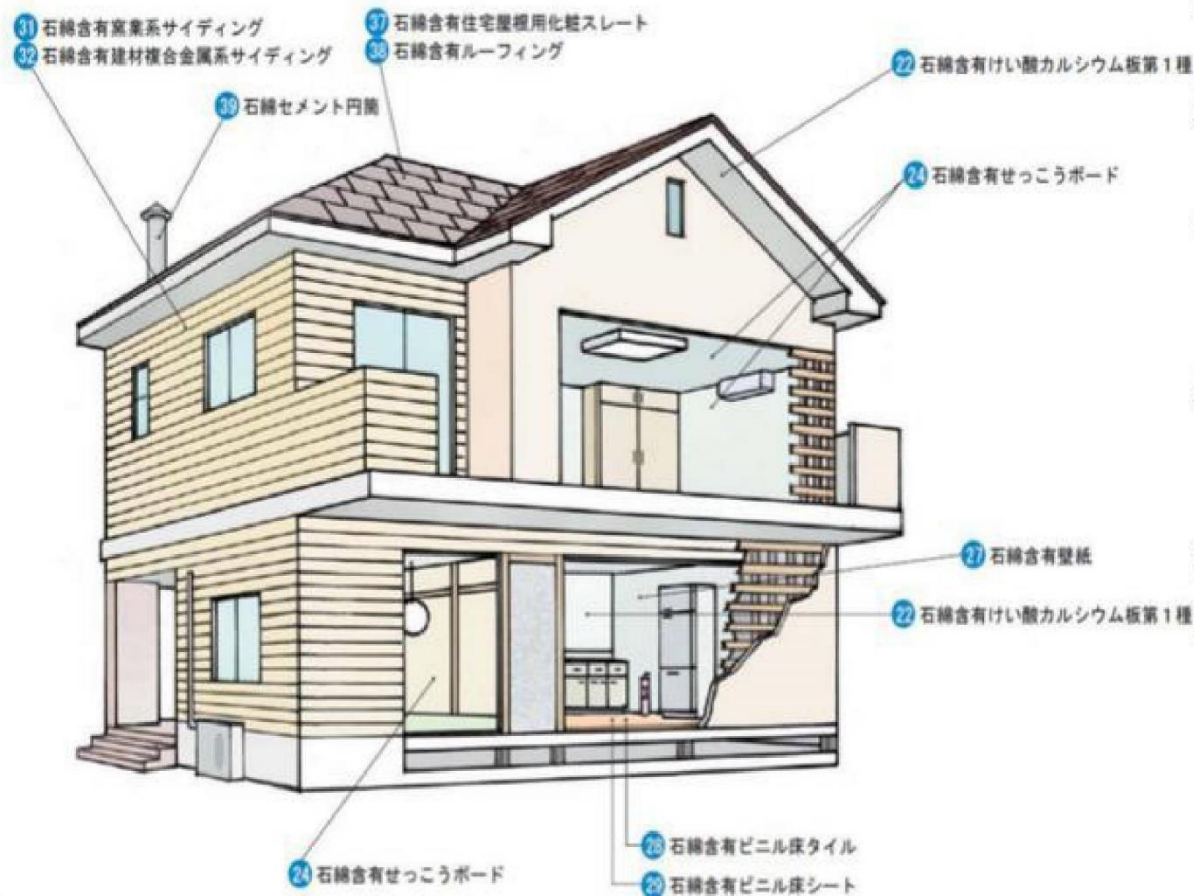 31 石綿含有窯業系サイディング
32 石綿含有建材複合金属系サイディング
39 石綿セメント円筒
37 石綿含有住宅屋根用化粧スレート
38 石綿含有ルーフィング
22 石綿含有けい酸カルシウム板第1種
24 石綿含有せっこうボード
27 石綿含有壁紙
22 石綿含有けい酸カルシウム板第1種
28 石綿含有ビニル床タイル
29 石綿含有ビニル床シート
24 石綿含有せっこうボード